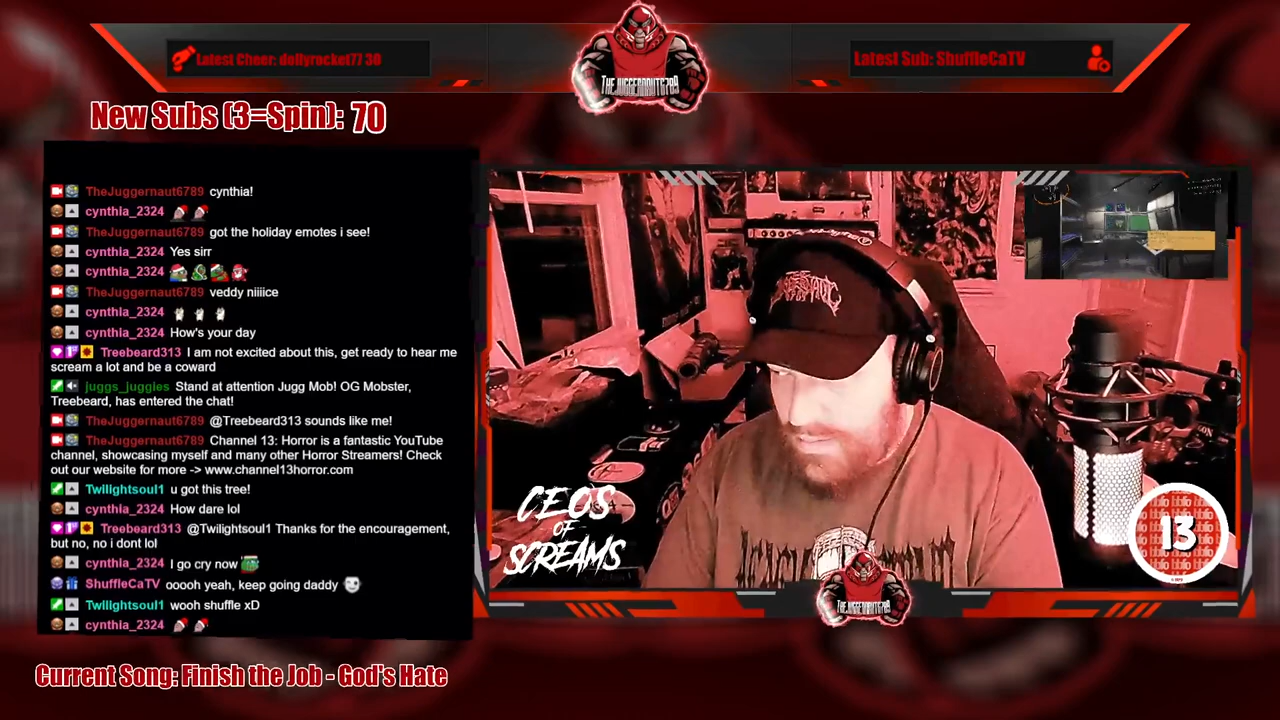 Latest Cheer: dollyrocket77 30
THEJUGGERNAUT6789
Latest Sub: ShuffleCaTV
New Subs (3=Spin): 70
TheJuggernaut6789 cynthia!
cynthia_2324
TheJuggernaut6789 got the holiday emotes i see!
cynthia_2324 Yes sirr
cynthia_2324
TheJuggernaut6789 veddy niiiice
cynthia_2324
cynthia_2324 How's your day
Treebeard313 I am not excited about this, get ready to hear me
scream a lot and be a coward
juggs_juggies Stand at attention Jugg Mob! OG Mobster,
Treebeard, has entered the chat!
TheJuggernaut6789 @Treebeard313 sounds like me!
TheJuggernaut6789 Channel 13: Horror is a fantastic YouTube
channel, showcasing myself and many other Horror Streamers! Check
out our website for more -> www.channel13horror.com
Twilightsoul1 u got this tree!
cynthia_2324 How dare lol
Treebeard313 @Twilightsoul1 Thanks for the encouragement,
but no, no i dont lol
cynthia_2324 I go cry now
ShuffleCaTV ooooh yeah, keep going daddy
Twilightsoul1 wooh shuffle xD
cynthia_2324
CEOS
OF
SCREAMS
13
THEJUGGERNAUT6789
Current Song: Finish the Job - God's Hate